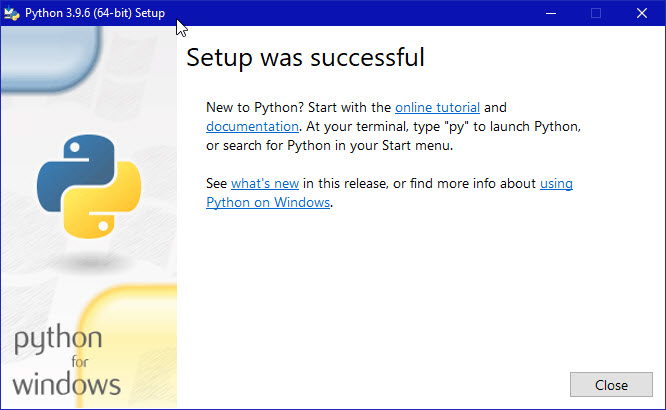 Python 3.9.6 (64-bit) Setup
Setup was successful
New to Python? Start with the online tutorial and
documentation. At your terminal, type "py" to launch Python,
or search for Python in your Start menu.
See what's new in this release, or find more info about using
Python on Windows.
python
for
windows
Close